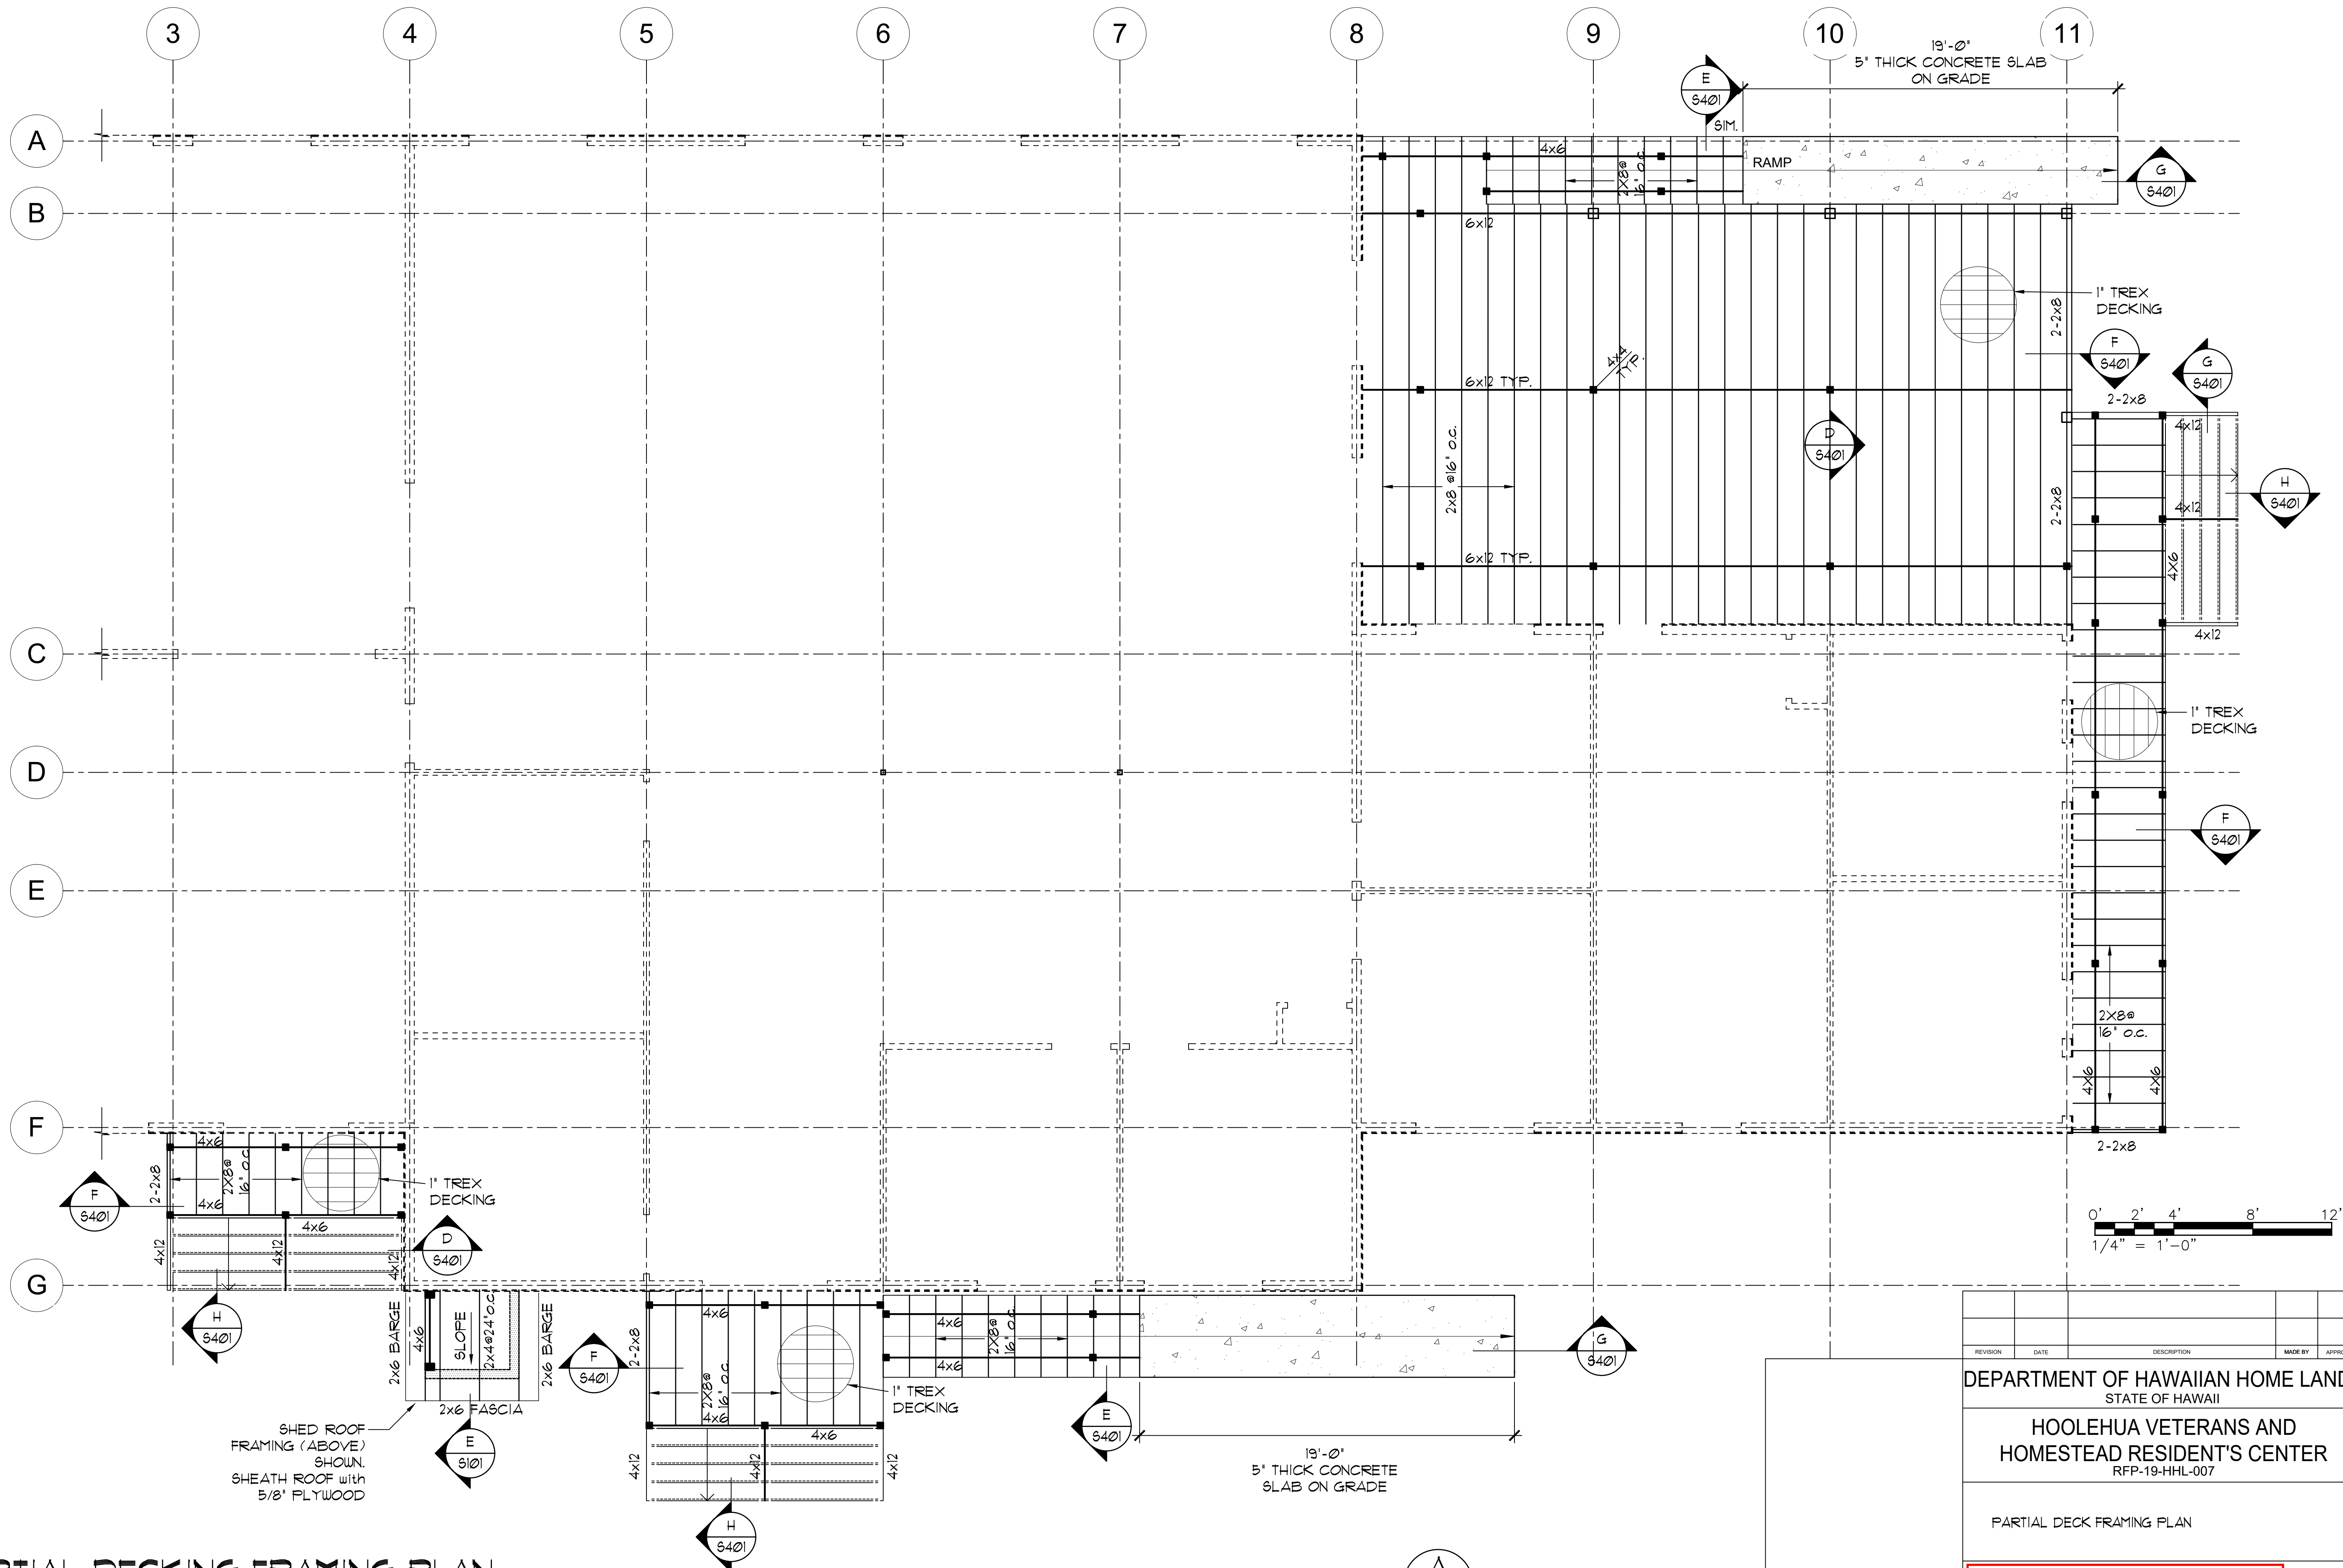 3
4
5
6
7
8
9
10
11
19'-0"
5" THICK CONCRETE SLAB
ON GRADE
E
S401
SIM.
A
4x6
RAMP
2X8@
16" O.C.
G
S401
B
6x12
1" TREX
DECKING
2-2x8
F
S401
G
S401
4x4
TYP.
6x12 TYP.
2-2x8
4x12
D
S401
2x8 @16" O.C.
2-2x8
H
S401
4x12
6x12 TYP.
4X6
4x12
C
1" TREX
DECKING
D
F
S401
E
2X8@
16" O.C.
4X6
4X6
F
2-2x8
4x6
2-2x8
2X8@
16" O.C.
1" TREX
DECKING
F
S401
4x6
4x6
D
S401
4x12
4x12
4x12
G
H
S401
2x6 BARGE
4x6
SLOPE
2x4@24"O.C.
2x6 BARGE
2x6 FASCIA
SHED ROOF
FRAMING (ABOVE)
SHOWN.
SHEATH ROOF with
5/8" PLYWOOD
E
S101
F
S401
2-2x8
4x6
2X8@
16" O.C.
4x6
4x6
1" TREX
DECKING
4x12
4x12
4x12
H
S401
4x6
2X8@
16" O.C.
4x6
E
S401
19'-0"
5" THICK CONCRETE
SLAB ON GRADE
G
S401
0' 2' 4' 8' 12'
1/4" = 1'-0"
REVISION DATE DESCRIPTION MADE BY
DEPARTMENT OF HAWAIIAN HOME LAND
STATE OF HAWAII
HOOLEHUA VETERANS AND
HOMESTEAD RESIDENT'S CENTER
RFP-19-HHL-007
PARTIAL DECK FRAMING PLAN
DECKING FRAMING PLAN